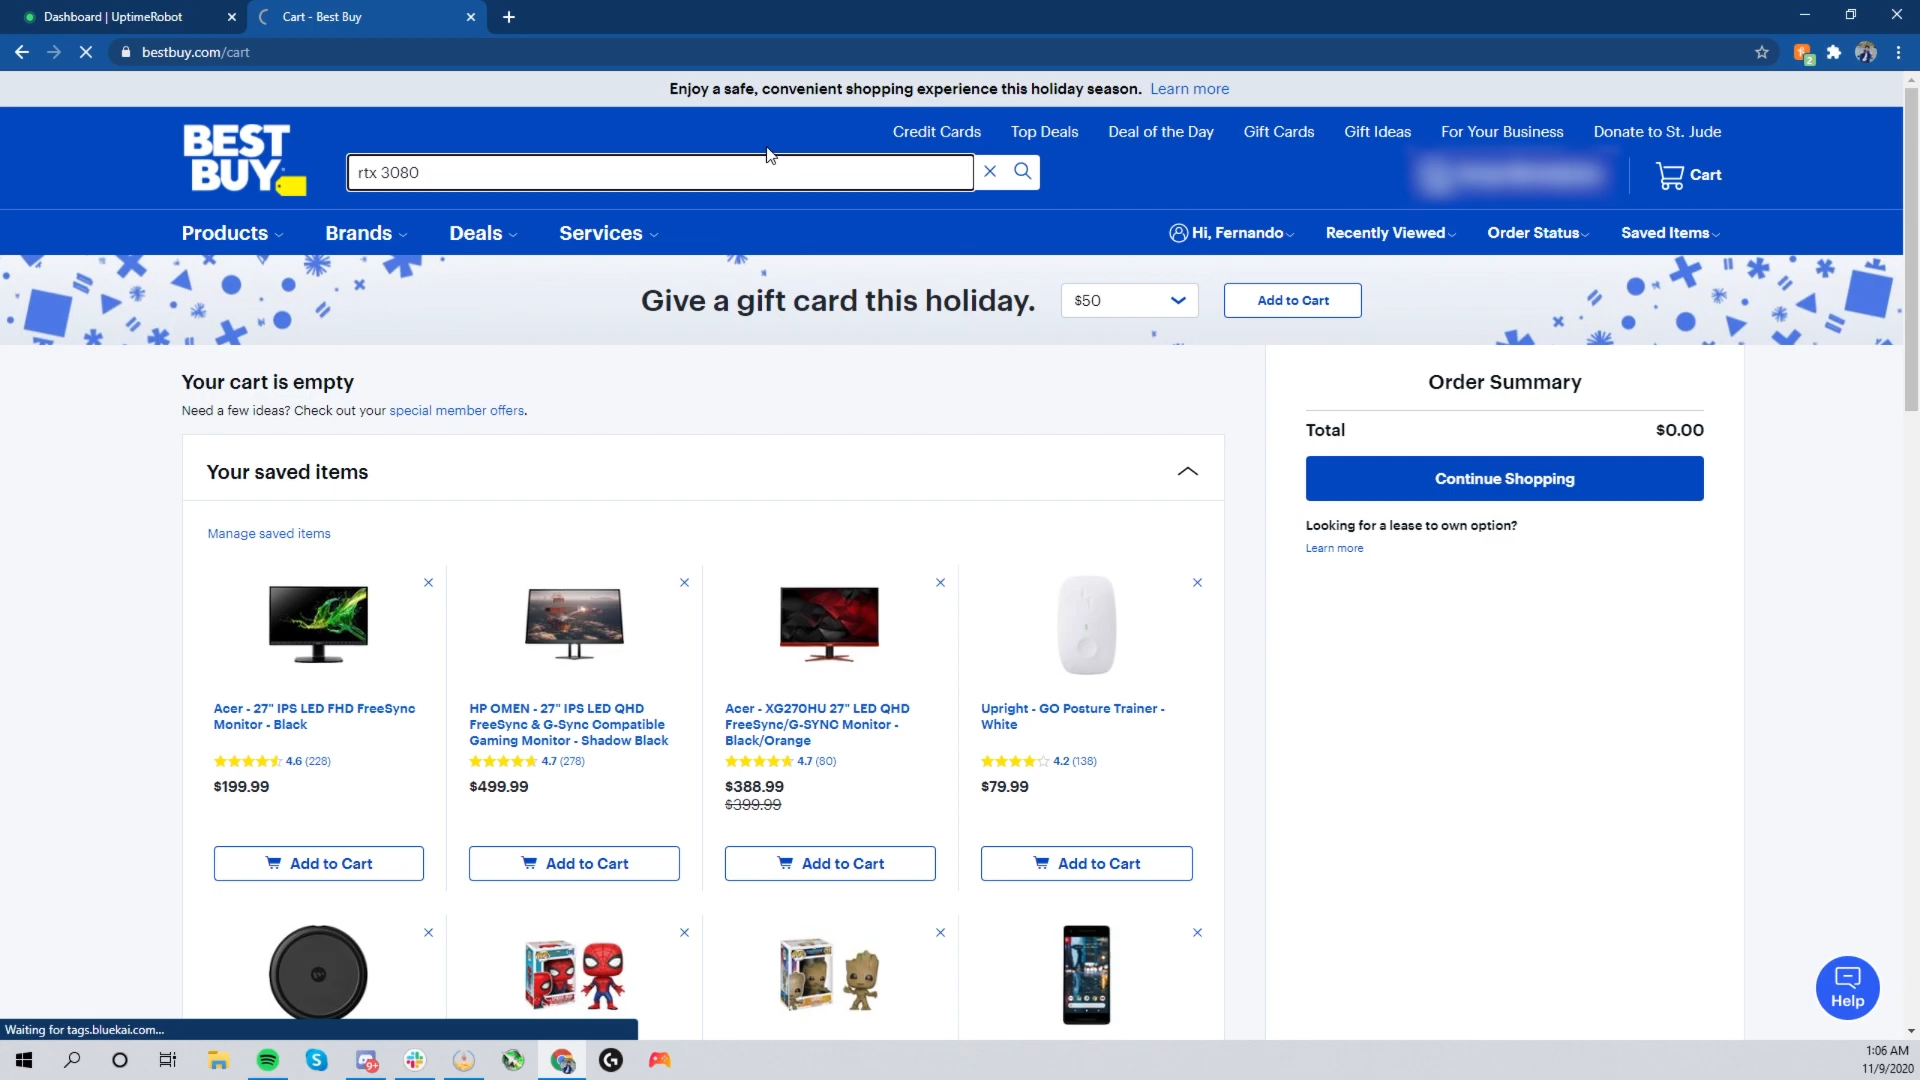 Dashboard | UptimeRobot
Cart - Best Buy
bestbuy.com/cart
2
Enjoy a safe, convenient shopping experience this holiday season. Learn more
Credit Cards Top Deals Deal of the Day Gift Cards Gift Ideas For Your Business Donate to St. Jude
BEST
BUY
rtx 3080
Cart
Products Brands Deals Services
Hi, Fernando Recently Viewed Order Status Saved Items
Give a gift card this holiday. $50 Add to Cart
Your cart is empty
Need a few ideas? Check out your special member offers.
Order Summary
Total $0.00
Continue Shopping
Looking for a lease to own option?
Learn more
Your saved items
Manage saved items
Acer - 27" IPS LED FHD FreeSync
Monitor - Black
4.6 (228)
$199.99
Add to Cart
HP OMEN - 27" IPS LED QHD
FreeSync & G-Sync Compatible
Gaming Monitor - Shadow Black
4.7 (278)
$499.99
Add to Cart
Acer - XG270HU 27" LED QHD
FreeSync/G-SYNC Monitor -
Black/Orange
4.7 (80)
$388.99
$399.99
Add to Cart
Upright - GO Posture Trainer -
White
4.2 (138)
$79.99
Add to Cart
Help
Waiting for tags.bluekai.com...
9+
1:06 AM
11/9/2020